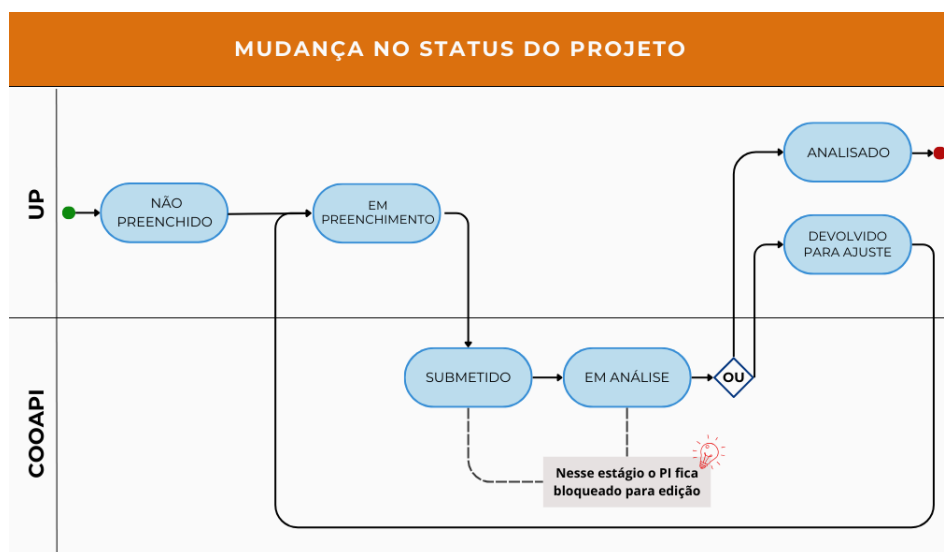 MUDANÇA NO STATUS DO PROJETO
UP
NÃO
PREENCHIDO
EM
PREENCHIMENTO
ANALISADO
DEVOLVIDO
PARA AJUSTE
COOAPI
SUBMETIDO
EM ANÁLISE
OU
Nesse estágio o PI fica
bloqueado para edição